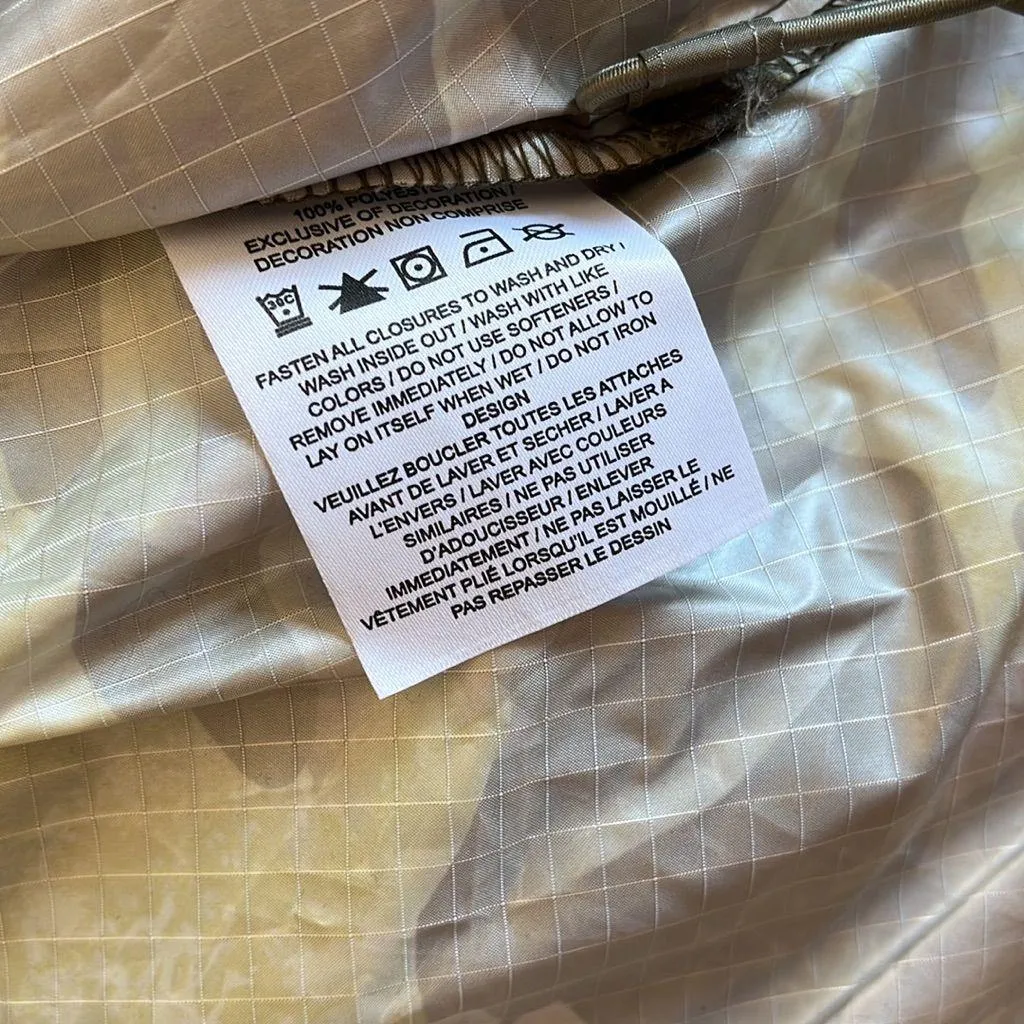 100% POLYESTE
EXCLUSIVE OF DECORATION /
DECORATION NON COMPRISE
30C
FASTEN ALL CLOSURES TO WASH AND DRY /
WASH INSIDE OUT / WASH WITH LIKE
COLORS / DO NOT USE SOFTENERS /
REMOVE IMMEDIATELY / DO NOT ALLOW TO
LAY ON ITSELF WHEN WET / DO NOT IRON
DESIGN
VEUILLEZ BOUCLER TOUTES LES ATTACHES
AVANT DE LAVER ET SECHER / LAVER A
L'ENVERS / LAVER AVEC COULEURS
SIMILAIRES / NE PAS UTILISER
D'ADOUCISSEUR / ENLEVER
IMMEDIATEMENT / NE PAS LAISSER LE
VÊTEMENT PLIÉ LORSQU'IL EST MOUILLÉ / NE
PAS REPASSER LE DESSIN